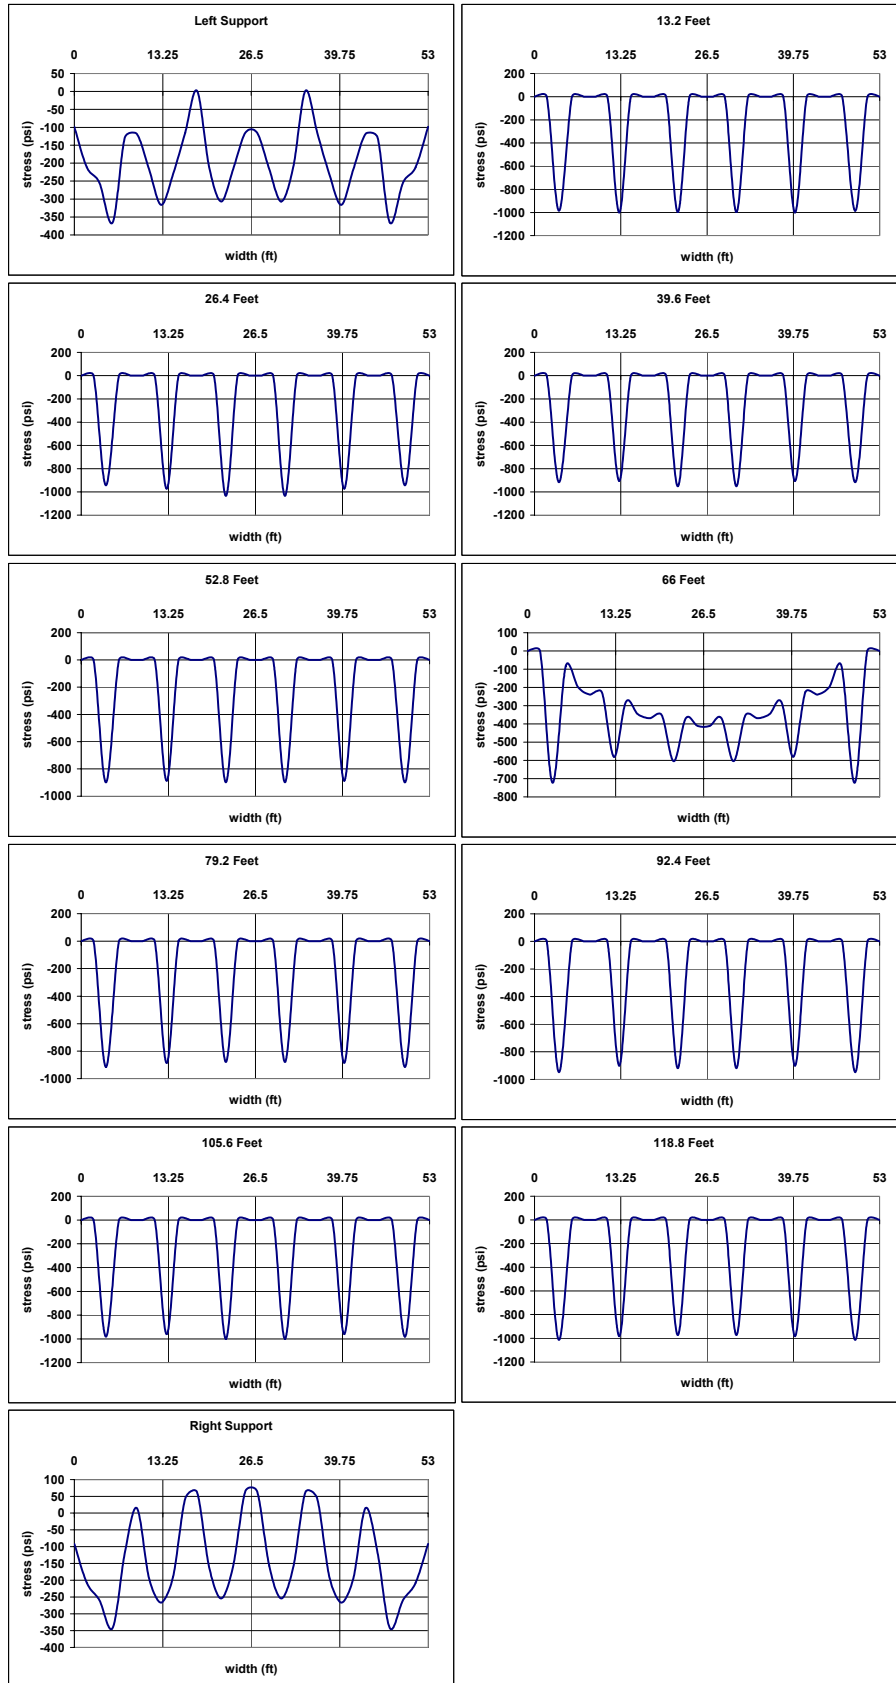 Left Support
0 13.25 26.5 39.75 53
50
0
-50
-100
-150
-200
-250
-300
-350
-400
stress (psi)
width (ft)
13.2 Feet
0 13.25 26.5 39.75 53
200
0
-200
-400
-600
-800
-1000
-1200
stress (psi)
width (ft)
26.4 Feet
0 13.25 26.5 39.75 53
200
0
-200
-400
-600
-800
-1000
-1200
stress (psi)
width (ft)
39.6 Feet
0 13.25 26.5 39.75 53
200
0
-200
-400
-600
-800
-1000
-1200
stress (psi)
width (ft)
52.8 Feet
0 13.25 26.5 39.75 53
200
0
-200
-400
-600
-800
-1000
stress (psi)
width (ft)
66 Feet
0 13.25 26.5 39.75 53
100
0
-100
-200
-300
-400
-500
-600
-700
-800
stress (psi)
width (ft)
79.2 Feet
0 13.25 26.5 39.75 53
200
0
-200
-400
-600
-800
-1000
stress (psi)
width (ft)
92.4 Feet
0 13.25 26.5 39.75 53
200
0
-200
-400
-600
-800
-1000
stress (psi)
width (ft)
105.6 Feet
0 13.25 26.5 39.75 53
200
0
-200
-400
-600
-800
-1000
-1200
stress (psi)
width (ft)
118.8 Feet
0 13.25 26.5 39.75 53
200
0
-200
-400
-600
-800
-1000
-1200
stress (psi)
width (ft)
Right Support
0 13.25 26.5 39.75 53
100
50
0
-50
-100
-150
-200
-250
-300
-350
-400
stress (psi)
width (ft)